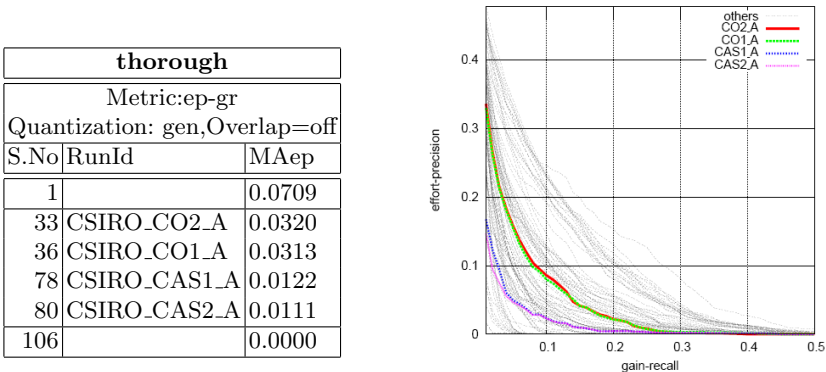 thorough
Metric:ep-gr
Quantization: gen,Overlap=off
S.No RunId MAep
1 0.0709
33 CSIRO_CO2_A 0.0320
36 CSIRO_CO1_A 0.0313
78 CSIRO_CAS1_A 0.0122
80 CSIRO_CAS2_A 0.0111
106 0.0000
others
CO2_A
CO1_A
CAS1_A
CAS2_A
effort-precision
0.4
0.3
0.2
0.1
0
0.1 0.2 0.3 0.4 0.5
gain-recall